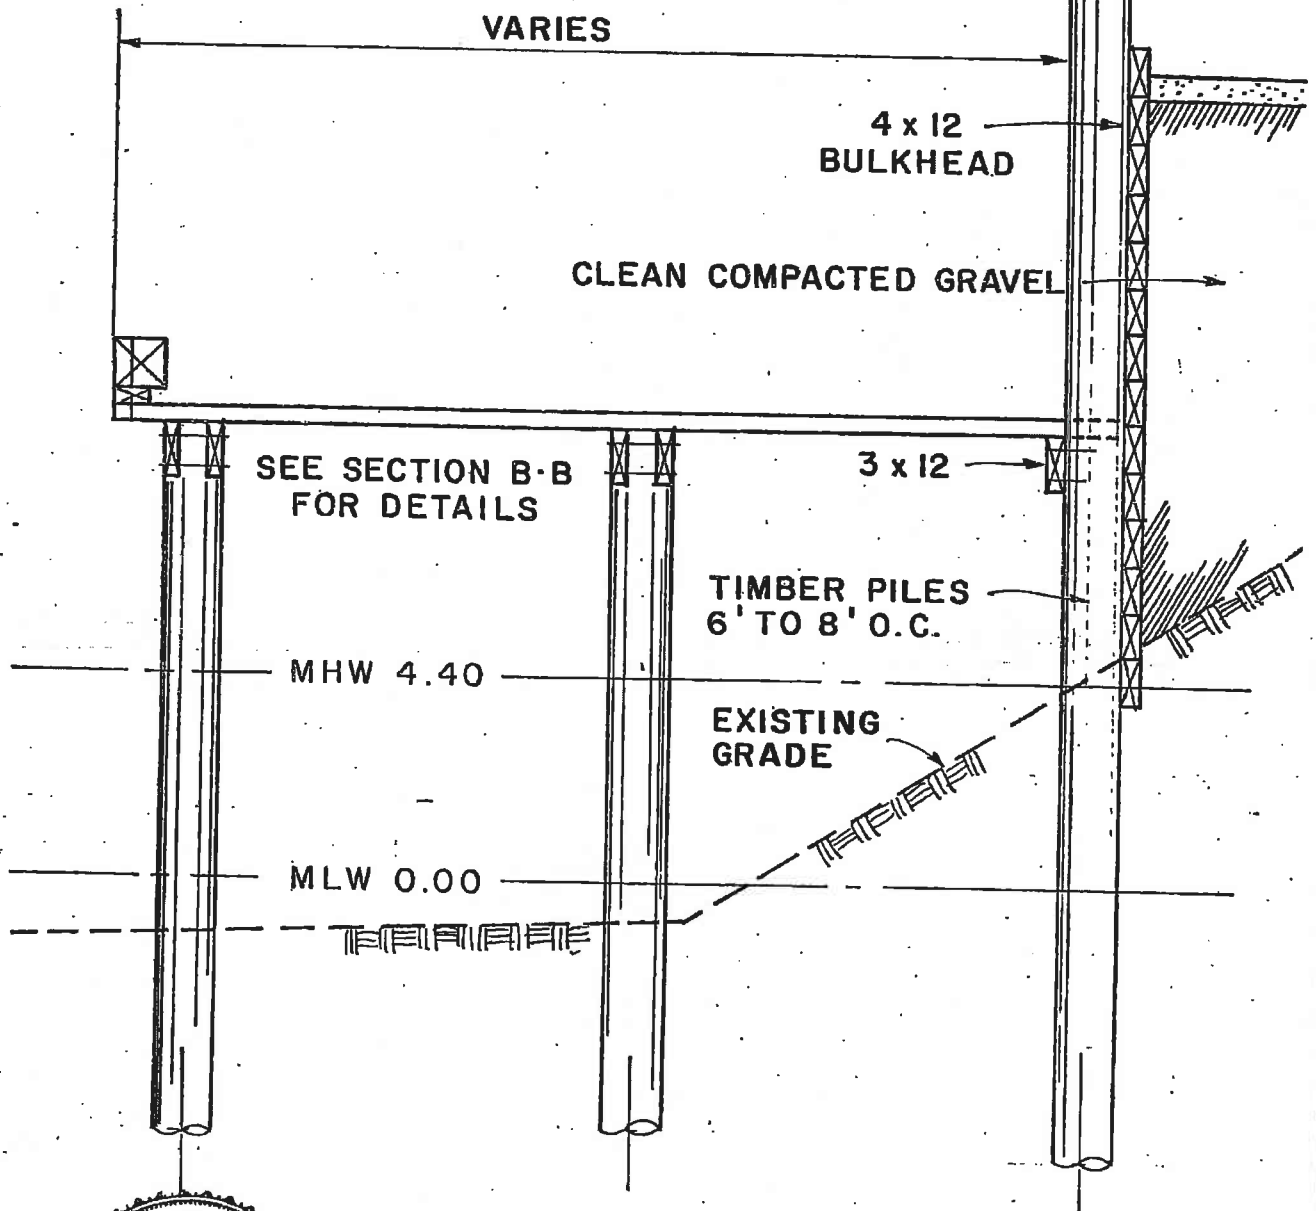 VARIES
4 x 12
BULKHEAD
CLEAN COMPACTED GRAVEL
SEE SECTION B-B
FOR DETAILS
3 x 12
TIMBER PILES
6' TO 8' O.C.
MHW 4.40
EXISTING
GRADE
MLW 0.00